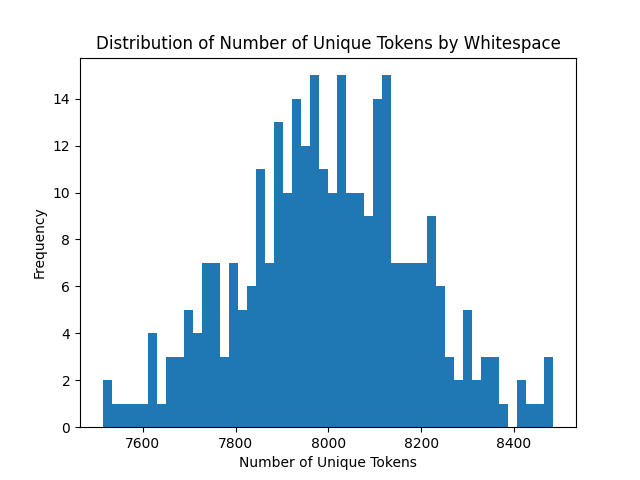 Distribution of Number of Unique Tokens by Whitespace
14
12
10
8
6
4
2
0
Frequency
7600 7800 8000 8200 8400
Number of Unique Tokens